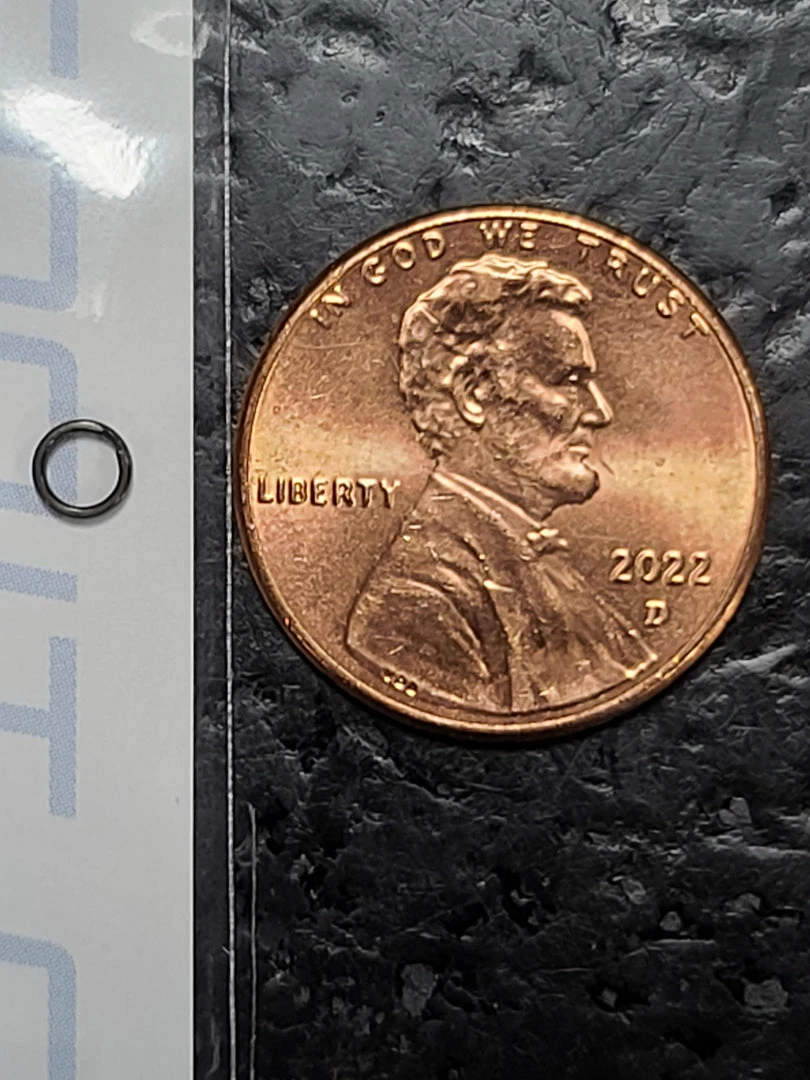 IN GOD WE TRUST
LIBERTY
2022
D